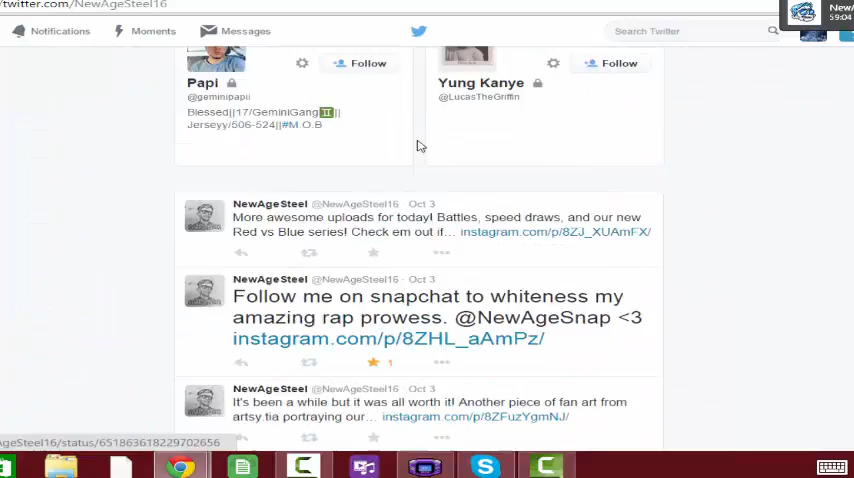 /twitter.com/NewAgeSteel16
NewA
59:04
Notifications
Moments
Messages
Search Twitter
Follow
Follow
Papi
Yung Kanye
@geminipapii
@LucasTheGriffin
Blessed||17/GeminiGang♊||
Jerseyy/506-524||#M.O.B
NewAgeSteel @NewAgeSteel16 · Oct 3
More awesome uploads for today! Battles, speed draws, and our new
Red vs Blue series! Check em out if... instagram.com/p/8ZJ_XUAmFX/
NewAgeSteel @NewAgeSteel16 · Oct 3
Follow me on snapchat to whiteness my
amazing rap prowess. @NewAgeSnap <3
instagram.com/p/8ZHL_aAmPz/
1
NewAgeSteel @NewAgeSteel16 · Oct 3
It's been a while but it was all worth it! Another piece of fan art from
artsy.tia portraying our... instagram.com/p/8ZFuzYgmNJ/
AgeSteel16/status/651863618229702656